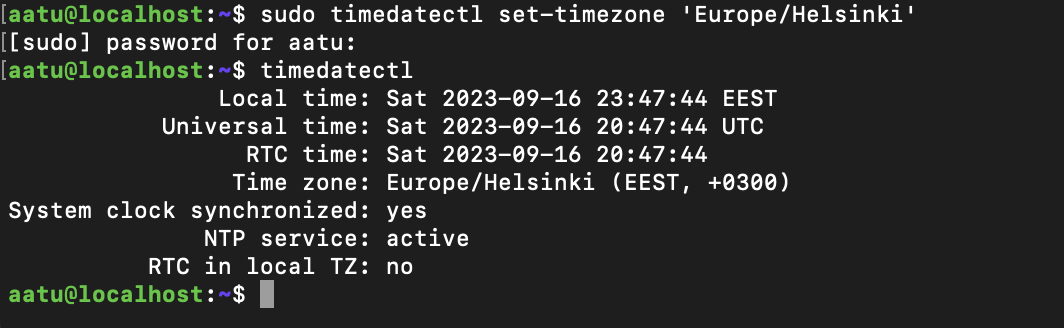 [aatu@localhost:~$ sudo timedatectl set-timezone 'Europe/Helsinki'
[[sudo] password for aatu:
[aatu@localhost:~$ timedatectl
Local time: Sat 2023-09-16 23:47:44 EEST
Universal time: Sat 2023-09-16 20:47:44 UTC
RTC time: Sat 2023-09-16 20:47:44
Time zone: Europe/Helsinki (EEST, +0300)
System clock synchronized: yes
NTP service: active
RTC in local TZ: no
aatu@localhost:~$